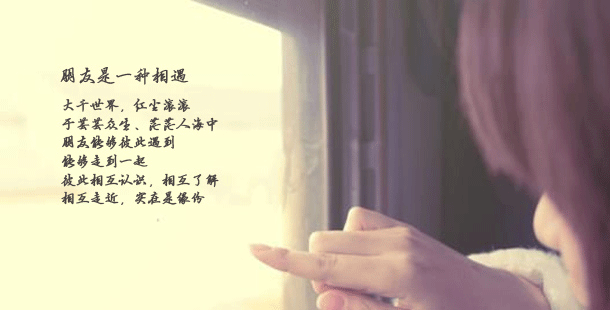 朋友是一种相遇
大千世界，红尘滚滚
于芸芸众生、茫茫人海中
朋友能够彼此遇到
能够走到一起
彼此相互认识，相互了解
相互走近，实在是缘份